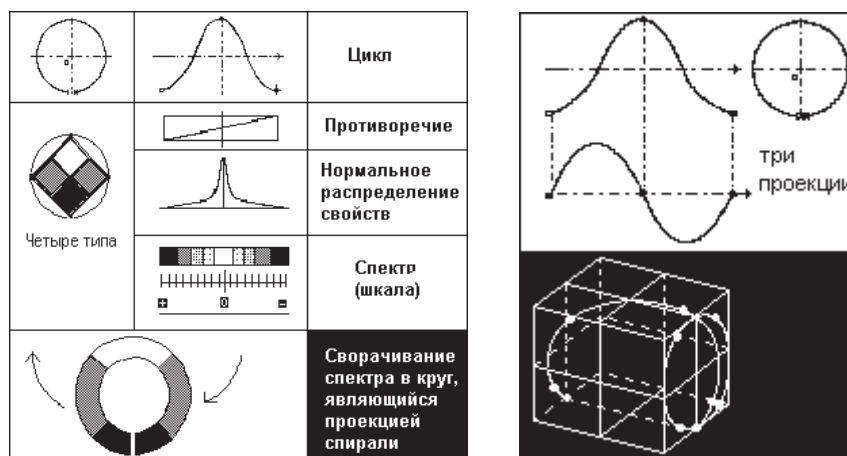 Цикл
Противоречие
Нормальное
распределение
свойств
Четыре типа
Спектр
(шкала)
+ 0 =
Сворачивание
спектра в круг,
являющийся
проекцией
спирали
три
проекции